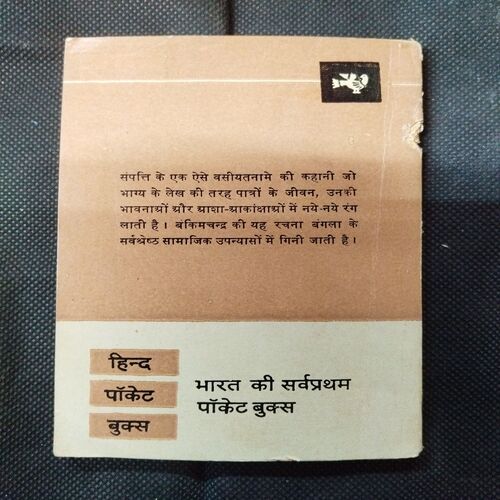 संपत्ति के एक ऐसे वसीयतनामे की कहानी जो
भाग्य के लेख की तरह पात्रों के जीवन, उनकी
भावनाओं और आशा-आकांक्षाओं में नये-नये रंग
लाती है। बंकिमचन्द्र की यह रचना बंगला के
सर्वश्रेष्ठ सामाजिक उपन्यासों में गिनी जाती है।
हिन्द
पॉकेट
बुक्स
भारत की सर्वप्रथम
पॉकेट बुक्स